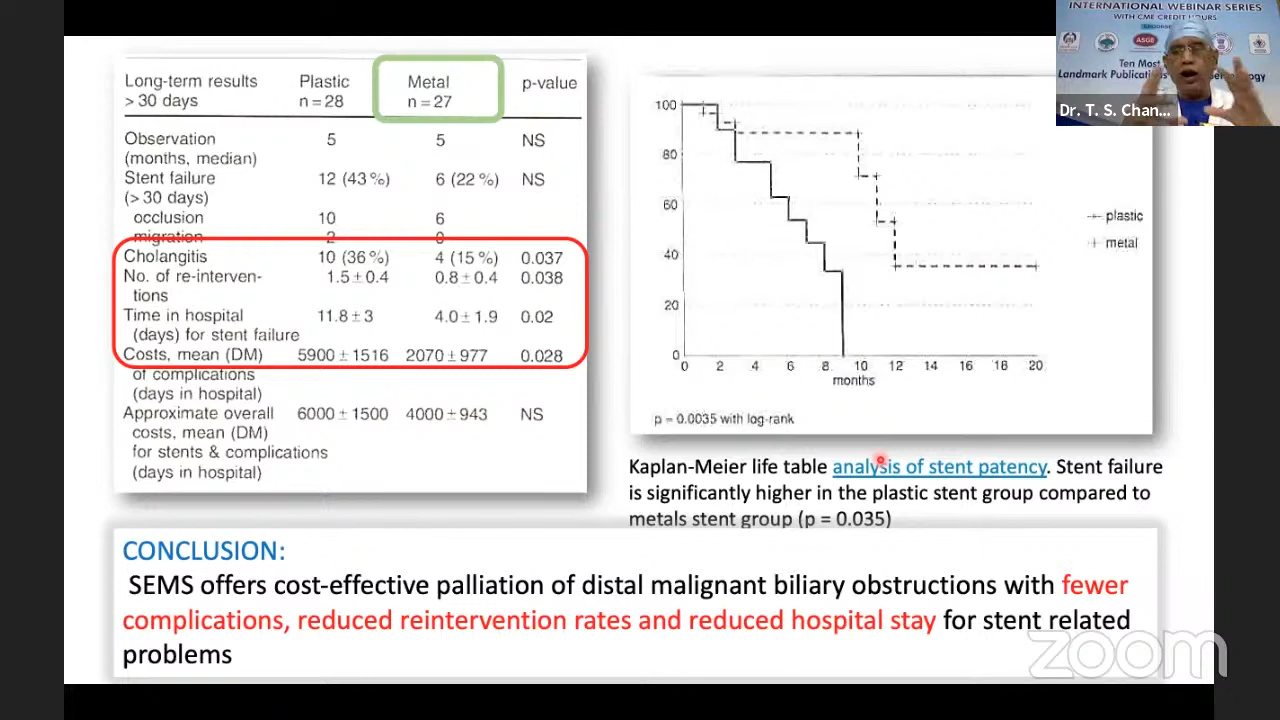 INTERNATIONAL WEBINAR SERIES
WITH CME CREDIT HOURS
ASGE
Ten Most
Landmark Publications
Dr. T. S. Chan...
Long-term results Plastic Metal p-value
> 30 days n = 28 n = 27
Observation 5 5 NS
(months, median)
Stent failure 12 (43 %) 6 (22 %) NS
(> 30 days)
occlusion 10 6
migration 2 0
Cholangitis 10 (36 %) 4 (15 %) 0.037
No. of re-interven- 1.5 ± 0.4 0.8 ± 0.4 0.038
tions
Time in hospital 11.8 ± 3 4.0 ± 1.9 0.02
(days) for stent failure
Costs, mean (DM) 5900 ± 1516 2070 ± 977 0.028
of complications
(days in hospital)
Approximate overall 6000 ± 1500 4000 ± 943 NS
costs, mean (DM)
for stents & complications
(days in hospital)
100
80
60
40
20
0
0 2 4 6 8 10 12 14 16 18 20
months
plastic
metal
p = 0.0035 with log-rank
Kaplan-Meier life table analysis of stent patency. Stent failure
is significantly higher in the plastic stent group compared to
metals stent group (p = 0.035)
CONCLUSION:
SEMS offers cost-effective palliation of distal malignant biliary obstructions with fewer
complications, reduced reintervention rates and reduced hospital stay for stent related
problems
zoom